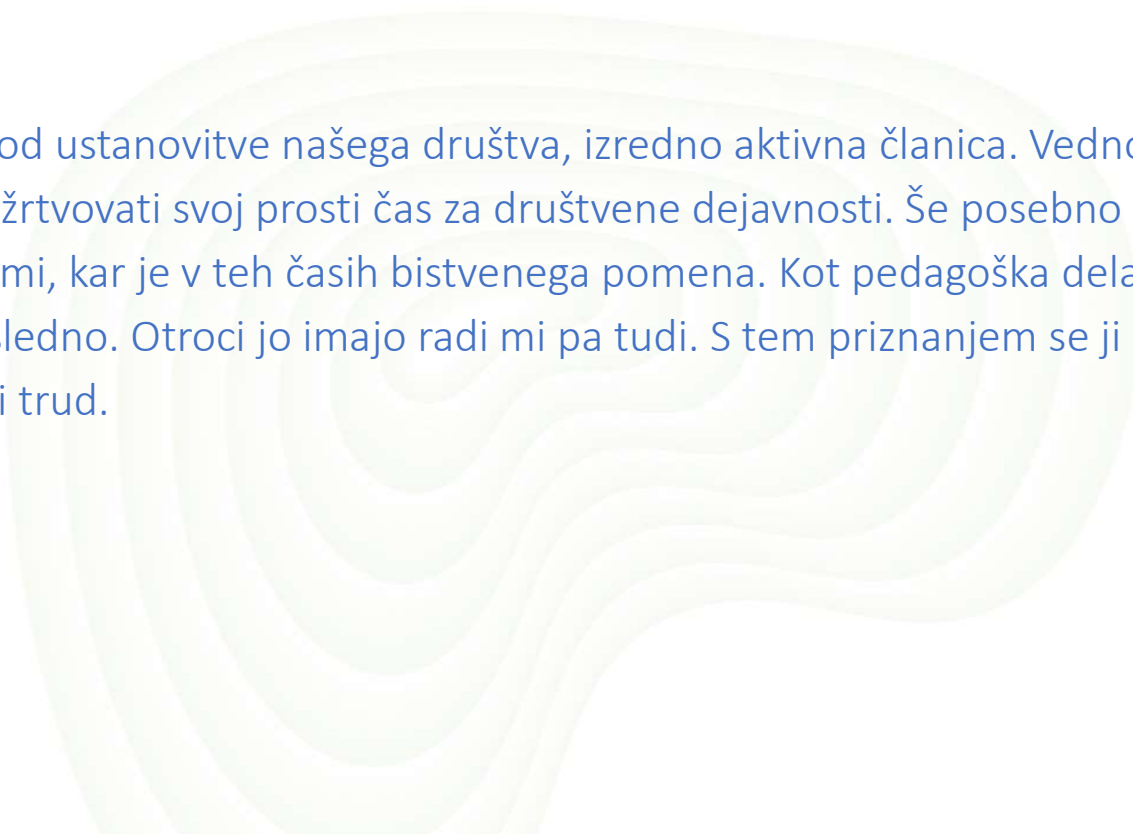 od ustanovitve našega društva, izredno aktivna članica. Vedno
žrtvovati svoj prosti čas za društvene dejavnosti. Še posebno
mi, kar je v teh časih bistvenega pomena. Kot pedagoška dela
sledno. Otroci jo imajo radi mi pa tudi. S tem priznanjem se ji
i trud.